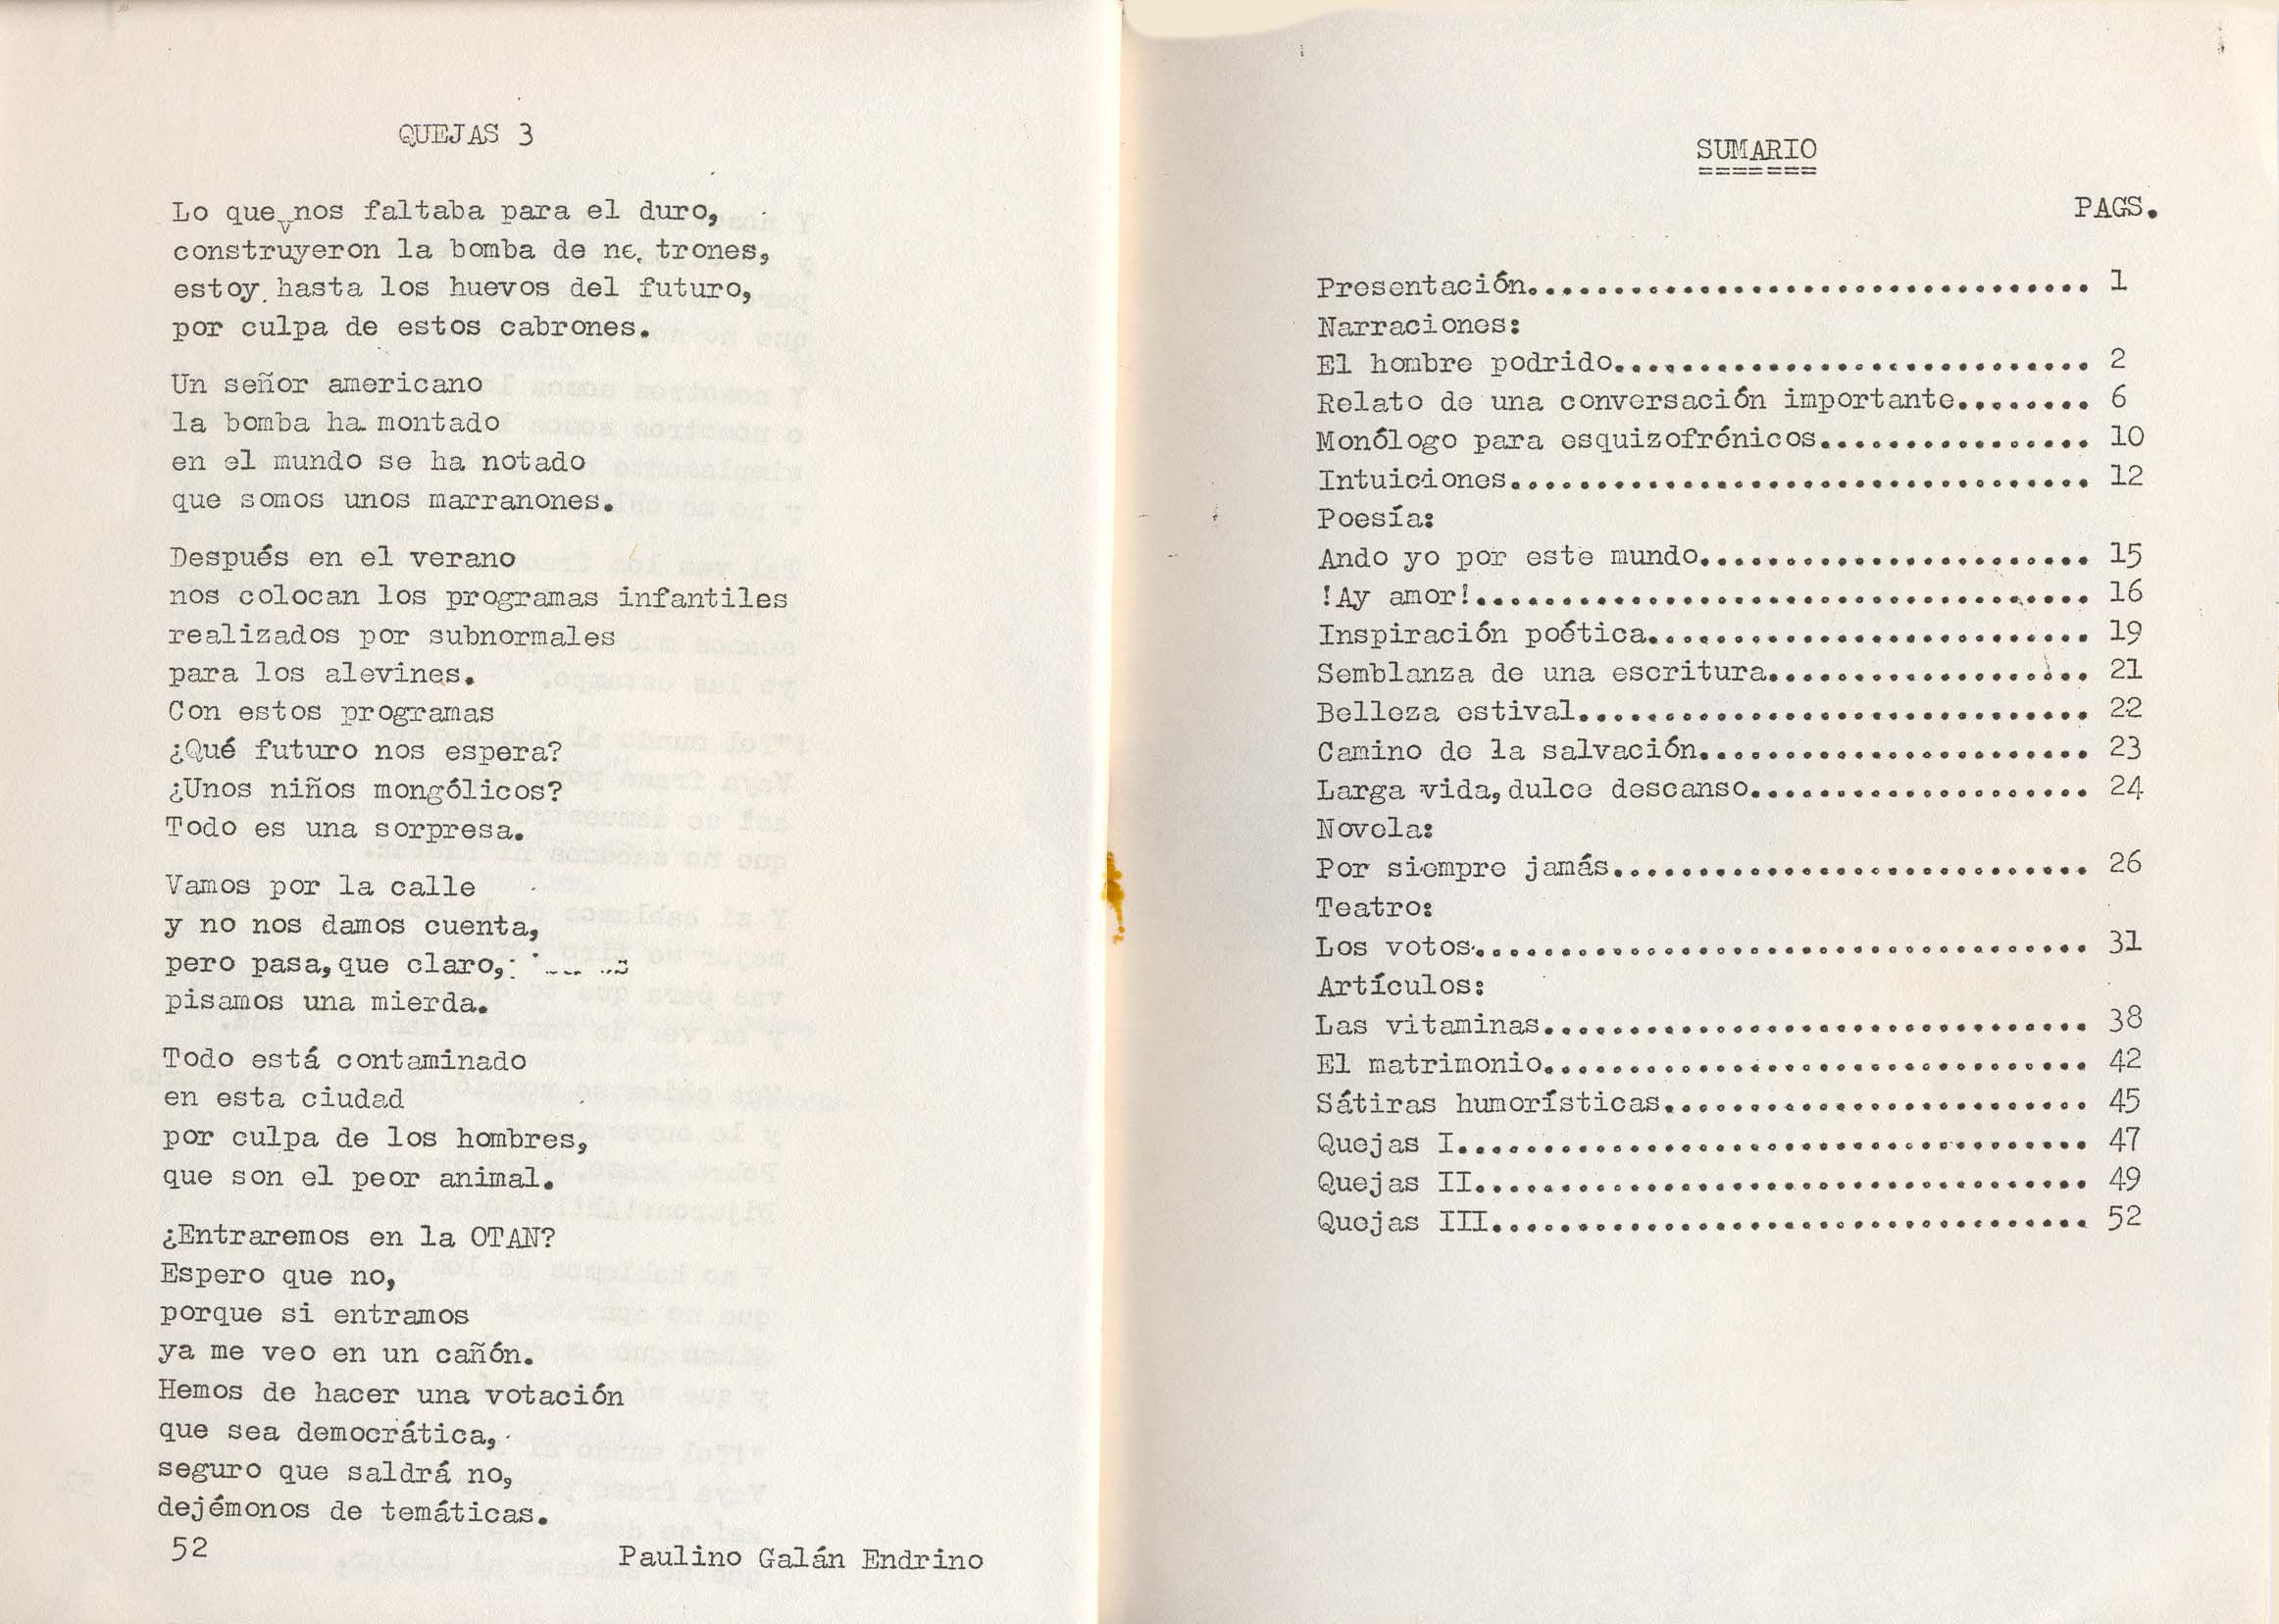 QUEJAS 3
Lo que nos faltaba para el duro,
construyeron la bomba de ne trones,
estoy hasta los huevos del futuro,
por culpa de estos cabrones.
Un señor americano
la bomba ha montado
en el mundo se ha notado
que somos unos marranones.
Después en el verano
nos colocan los programas infantiles
realizados por subnormales
para los alevines.
Con estos programas
¿Qué futuro nos espera?
¿Unos niños mongólicos?
Todo es una sorpresa.
Vamos por la calle
y no nos damos cuenta,
pero pasa,que claro,
pisamos una mierda.
Todo está contaminado
en esta ciudad
por culpa de los hombres,
que son el peor animal.
¿Entraremos en la OTAN?
Espero que no,
porque si entramos
ya me veo en un cañón.
Hemos de hacer una votación
que sea democrática,
seguro que saldrá no,
dejémonos de temáticas.
52 Paulino Galán Endrino
SUMARIO
=======
PAGS.
Presentación................................. 1
Narraciones:
El hombre podrido............................ 2
Relato de una conversación importante........ 6
Monólogo para esquizofrénicos................ 10
Intuiciones.................................. 12
Poesía:
Ando yo por este mundo....................... 15
!Ay amor!.................................... 16
Inspiración poética.......................... 19
Semblanza de una escritura................... 21
Belleza estival.............................. 22
Camino de la salvación....................... 23
Larga vida,dulce descanso.................... 24
Novela:
Por siempre jamás............................ 26
Teatro:
Los votos.................................... 31
Artículos:
Las vitaminas................................ 38
El matrimonio................................ 42
Sátiras humorísticas......................... 45
Quejas I..................................... 47
Quejas II.................................... 49
Quejas III................................... 52